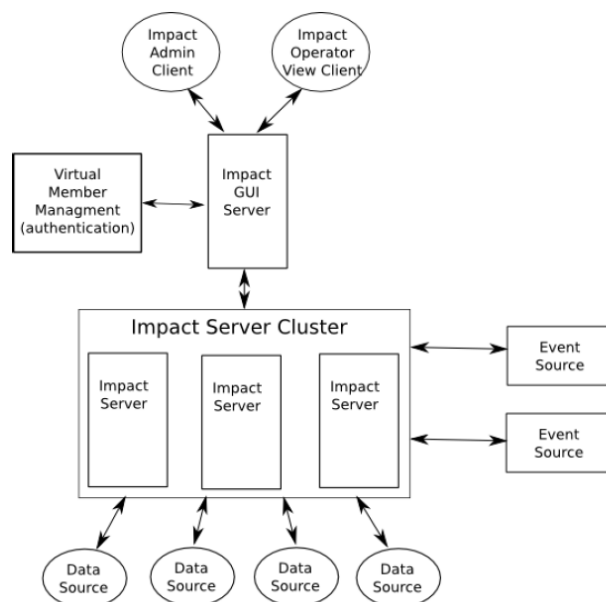 Impact
Admin
Client
Impact
Operator
View Client
Virtual
Member
Managment
(authentication)
Impact
GUI
Server
Impact Server Cluster
Impact
Server
Impact
Server
Impact
Server
Event
Source
Event
Source
Data
Source
Data
Source
Data
Source
Data
Source